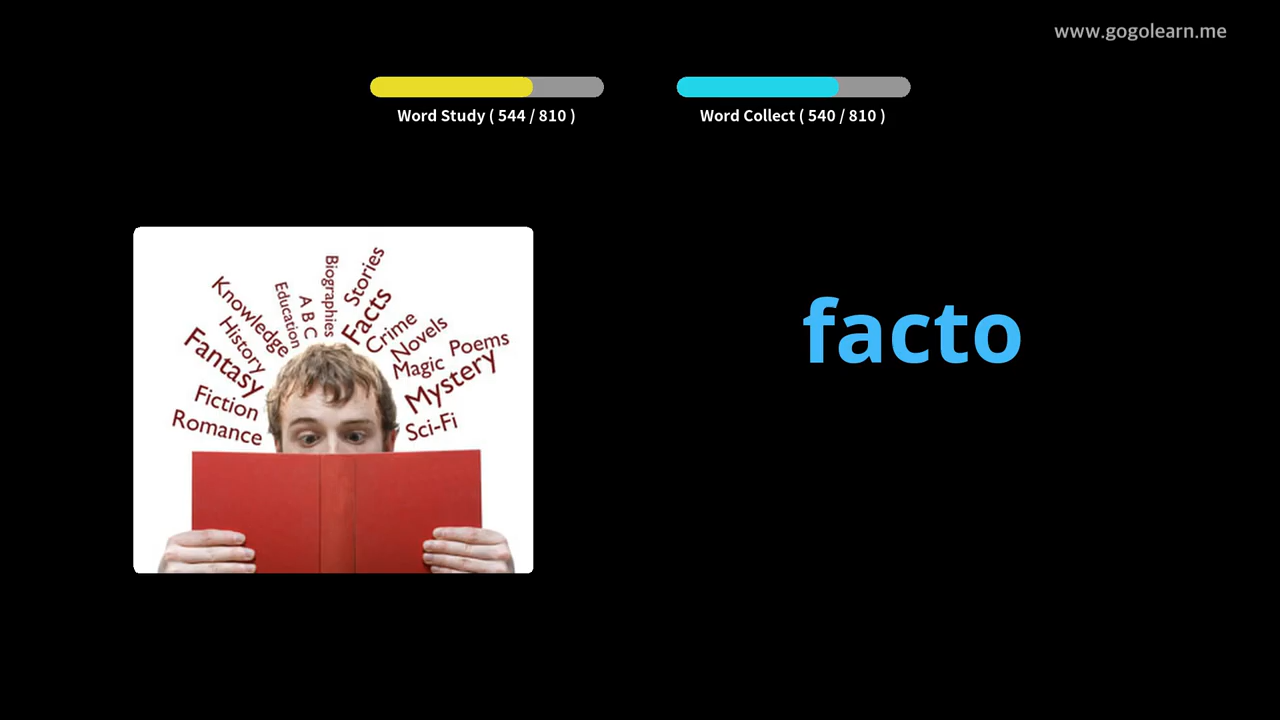 www.gogolearn.me
Word Study ( 544 / 810 )
Word Collect ( 540 / 810 )
Romance
Fiction
Fantasy
History
Knowledge
Education
A B C
Biographies
Stories
Facts
Crime
Novels
Magic
Poems
Mystery
Sci-Fi
facto